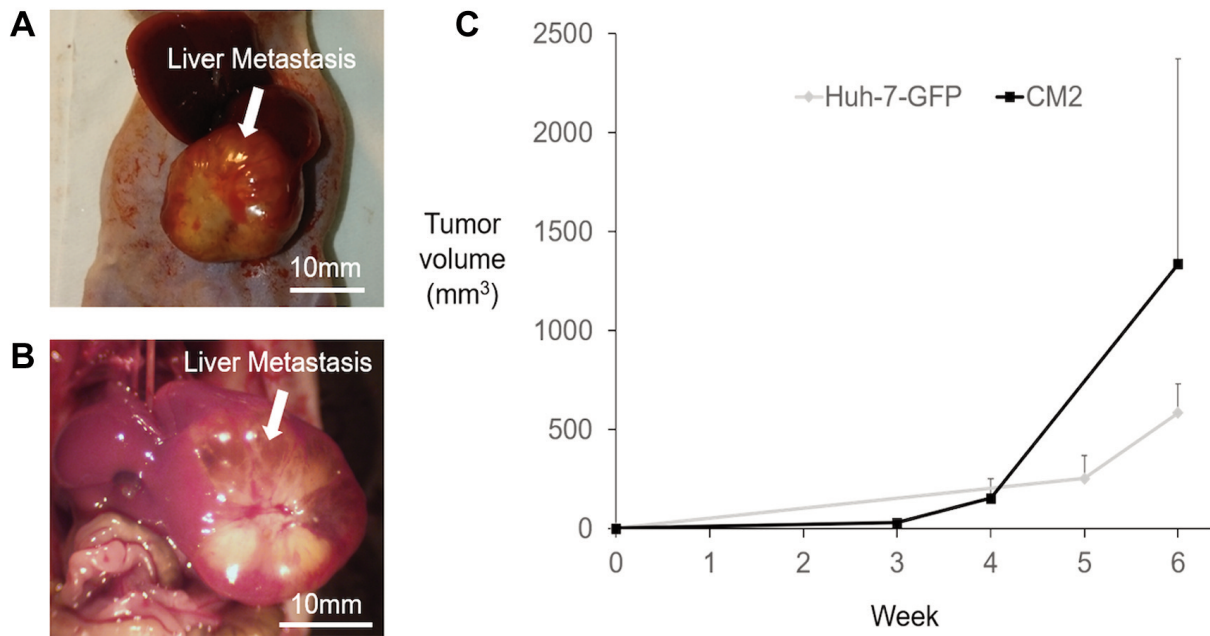 A
Liver Metastasis
10mm
B
Liver Metastasis
10mm
C
2500
2000
1500
1000
500
0
Huh-7-GFP
CM2
Tumor
volume
(mm³)
0 1 2 3 4 5 6
Week